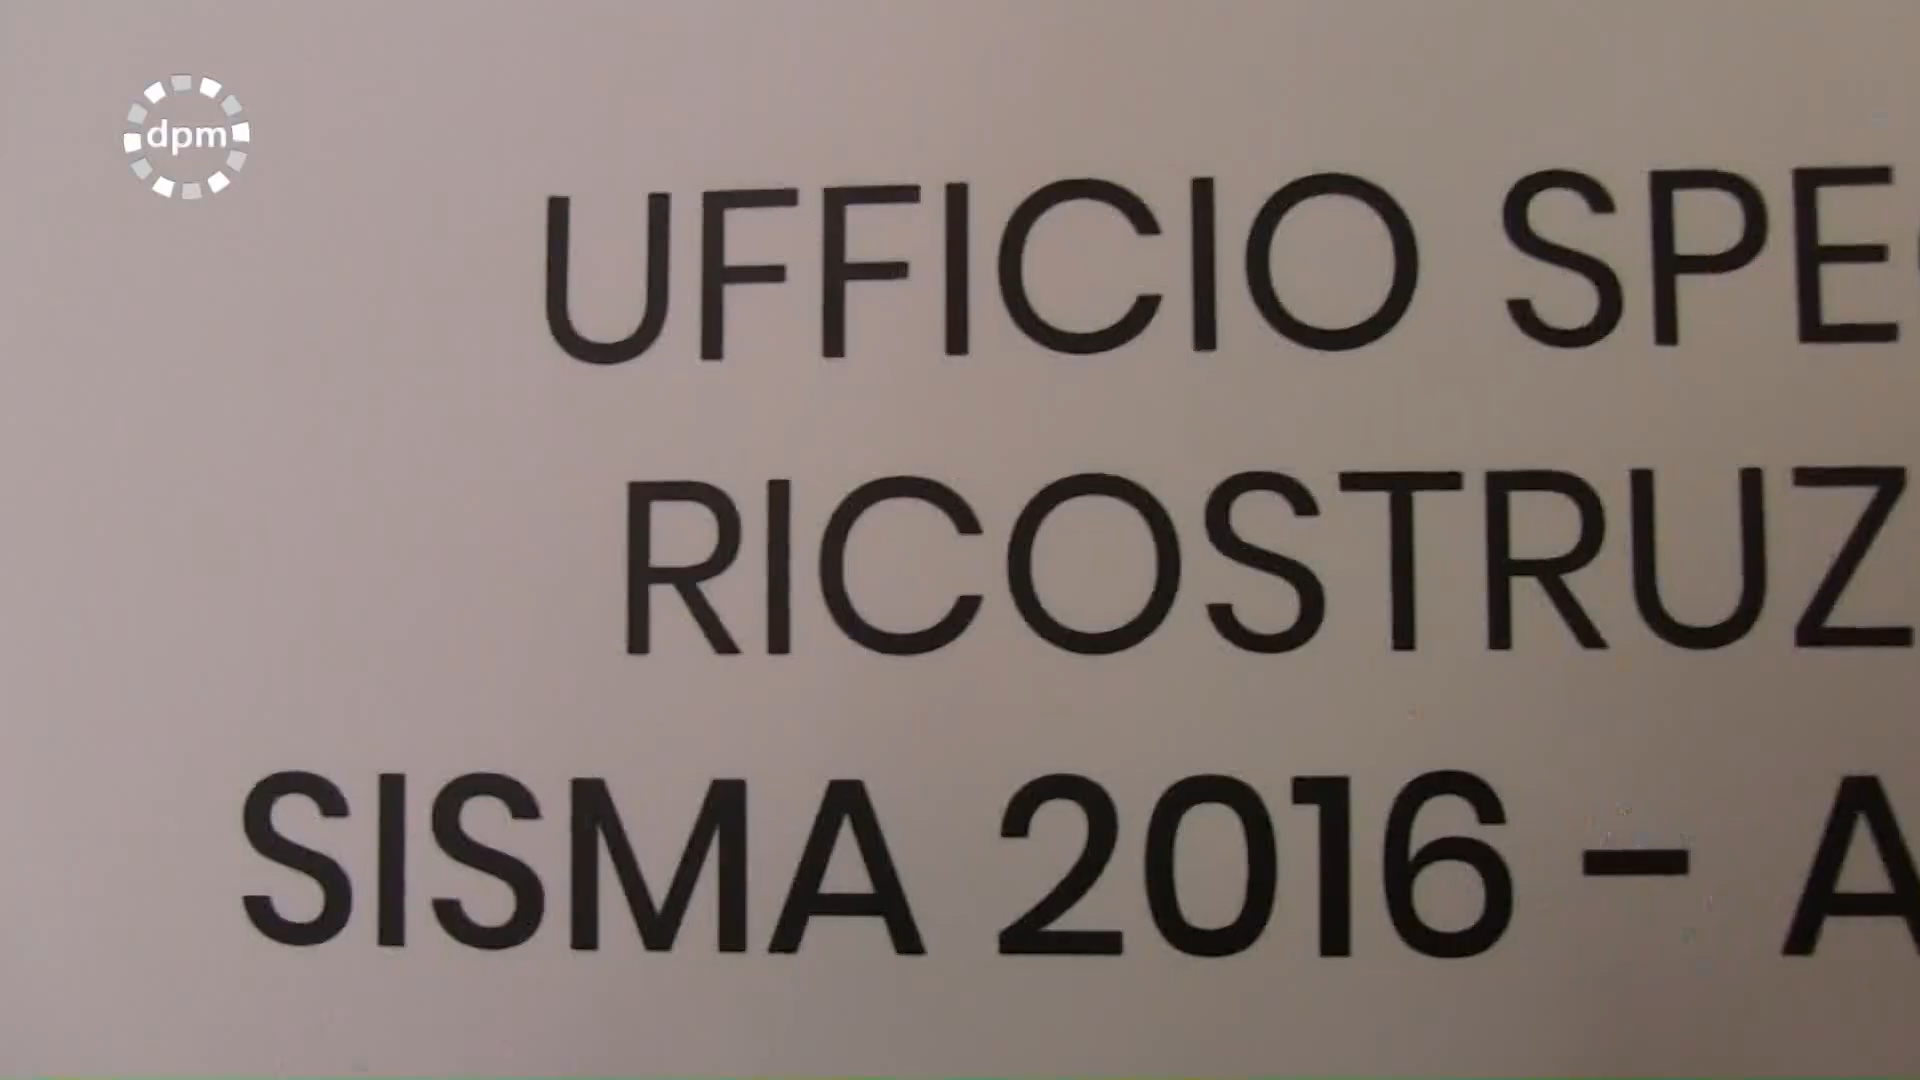 dpm
UFFICIO SPE
RICOSTRUZ
SISMA 2016 – A